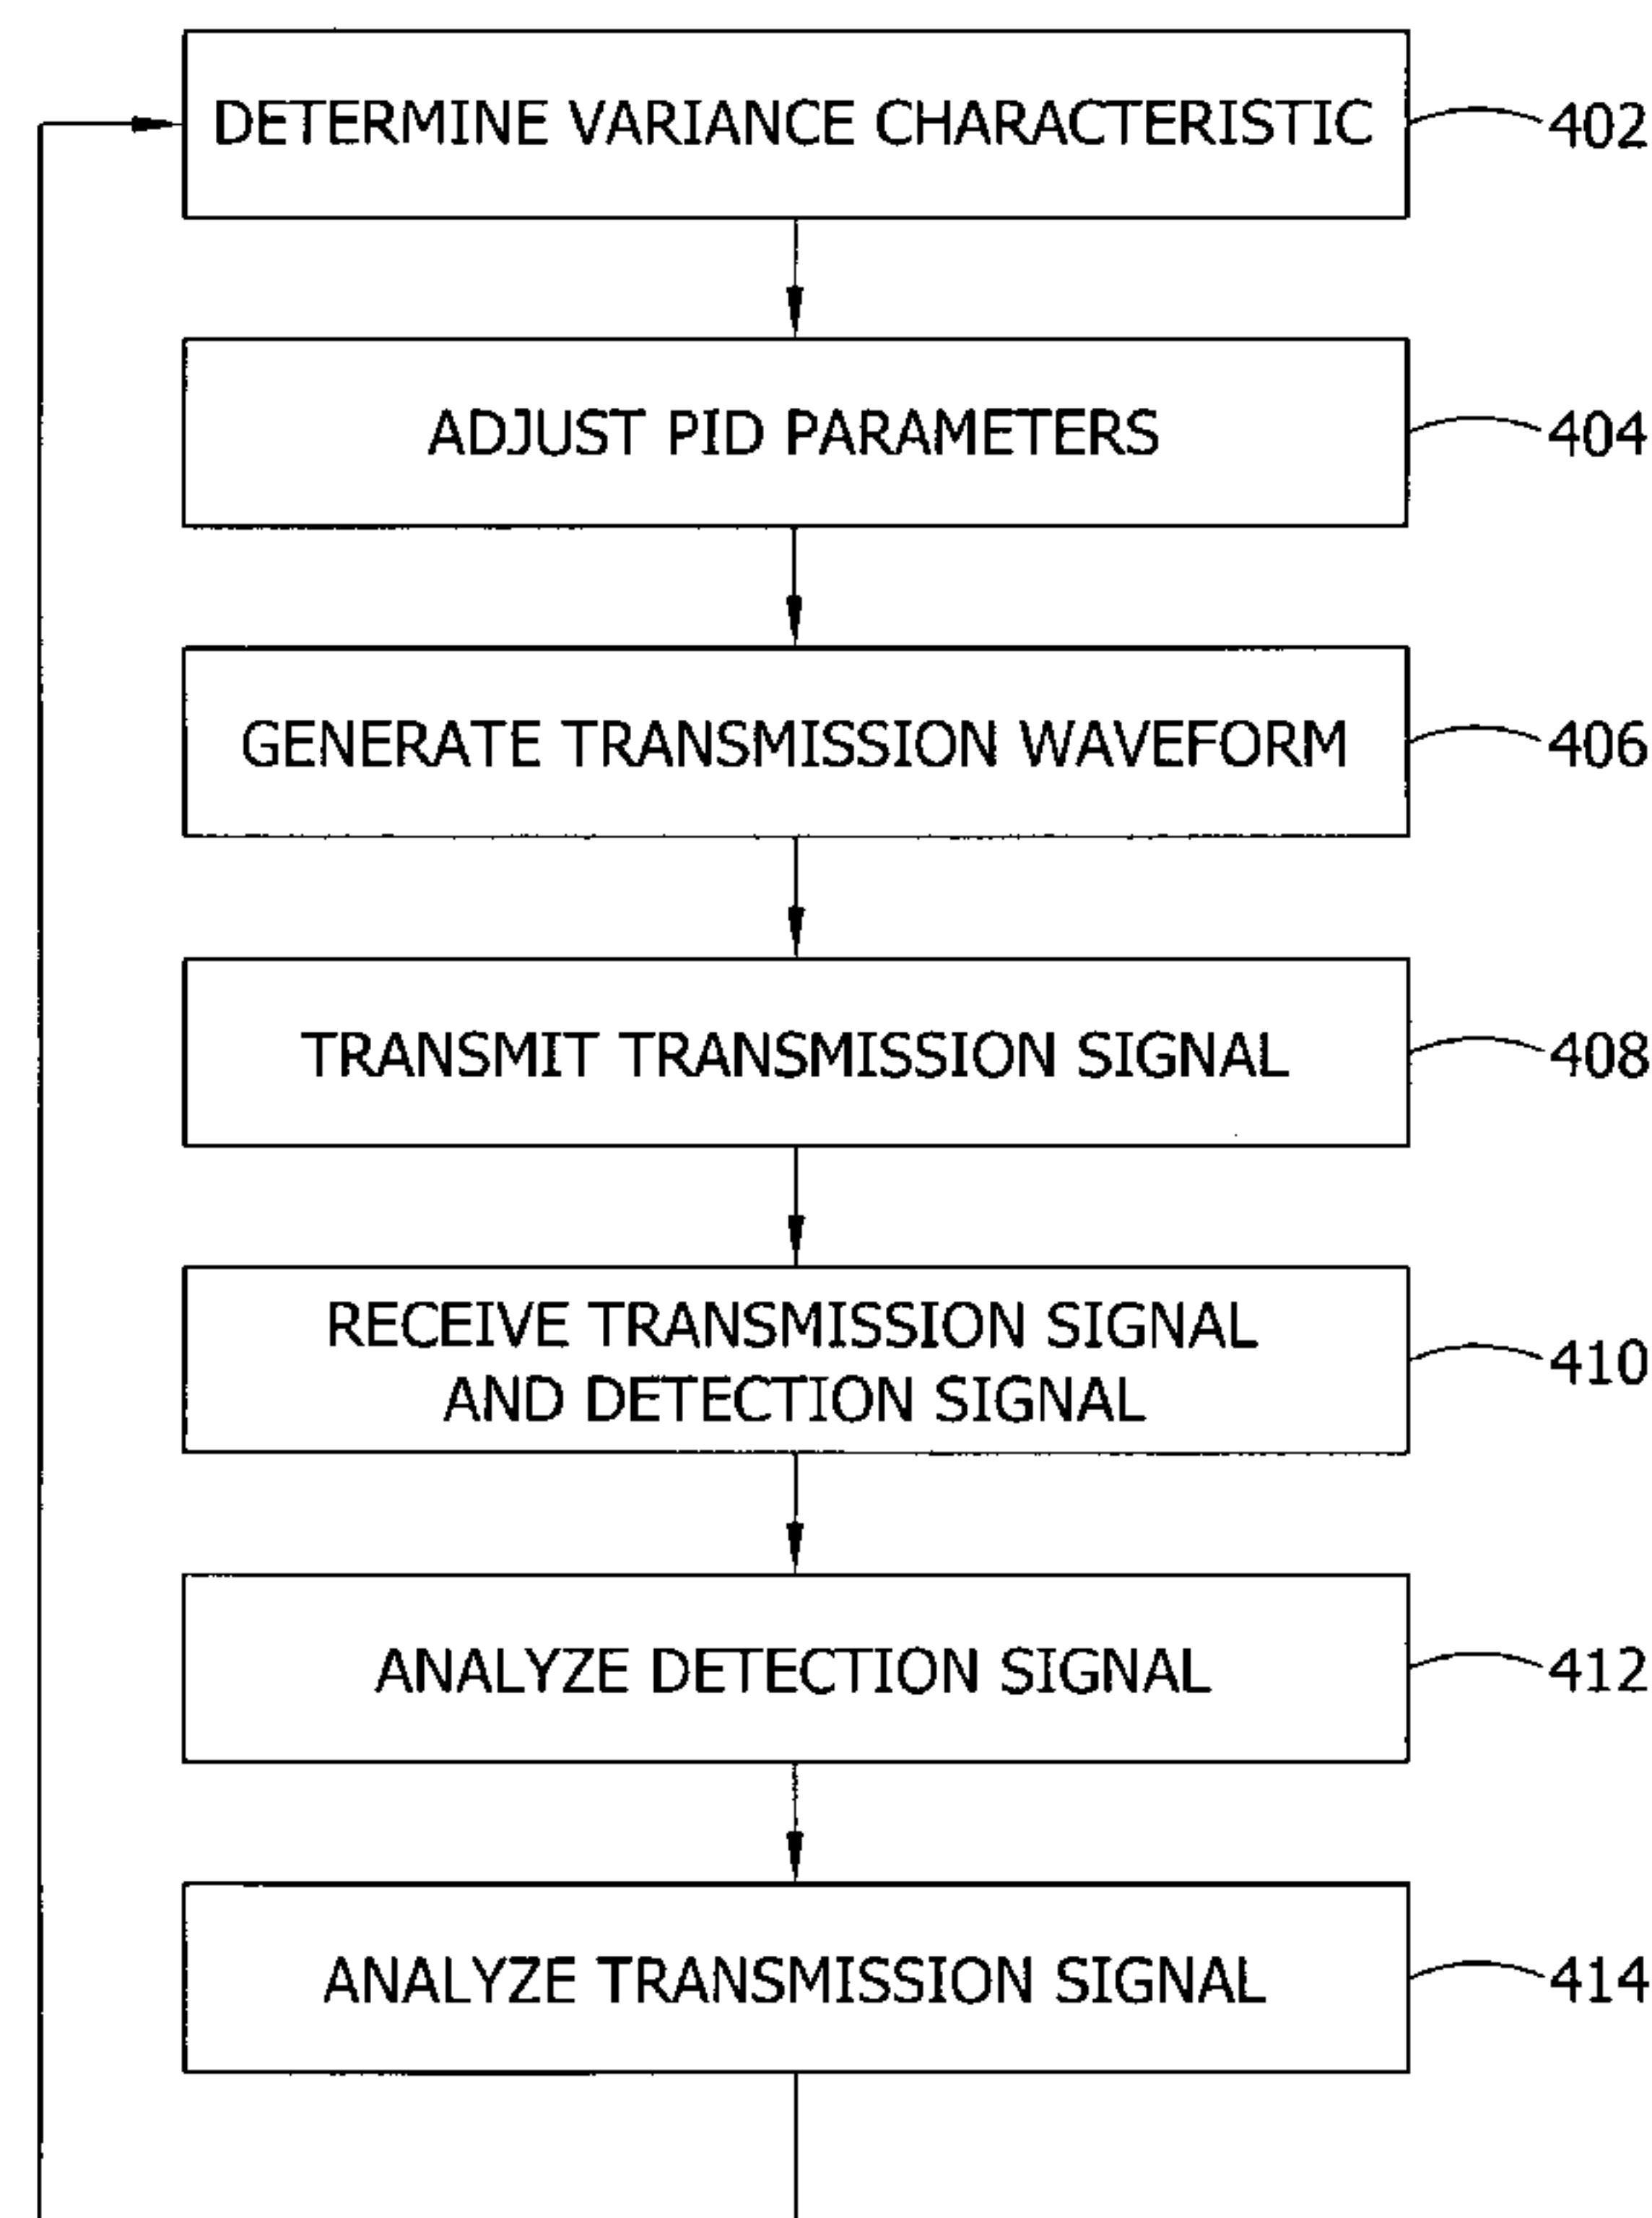 DETERMINE VARIANCE CHARACTERISTIC
402
ADJUST PID PARAMETERS
404
GENERATE TRANSMISSION WAVEFORM
406
TRANSMIT TRANSMISSION SIGNAL
408
RECEIVE TRANSMISSION SIGNAL
AND DETECTION SIGNAL
410
ANALYZE DETECTION SIGNAL
412
ANALYZE TRANSMISSION SIGNAL
414